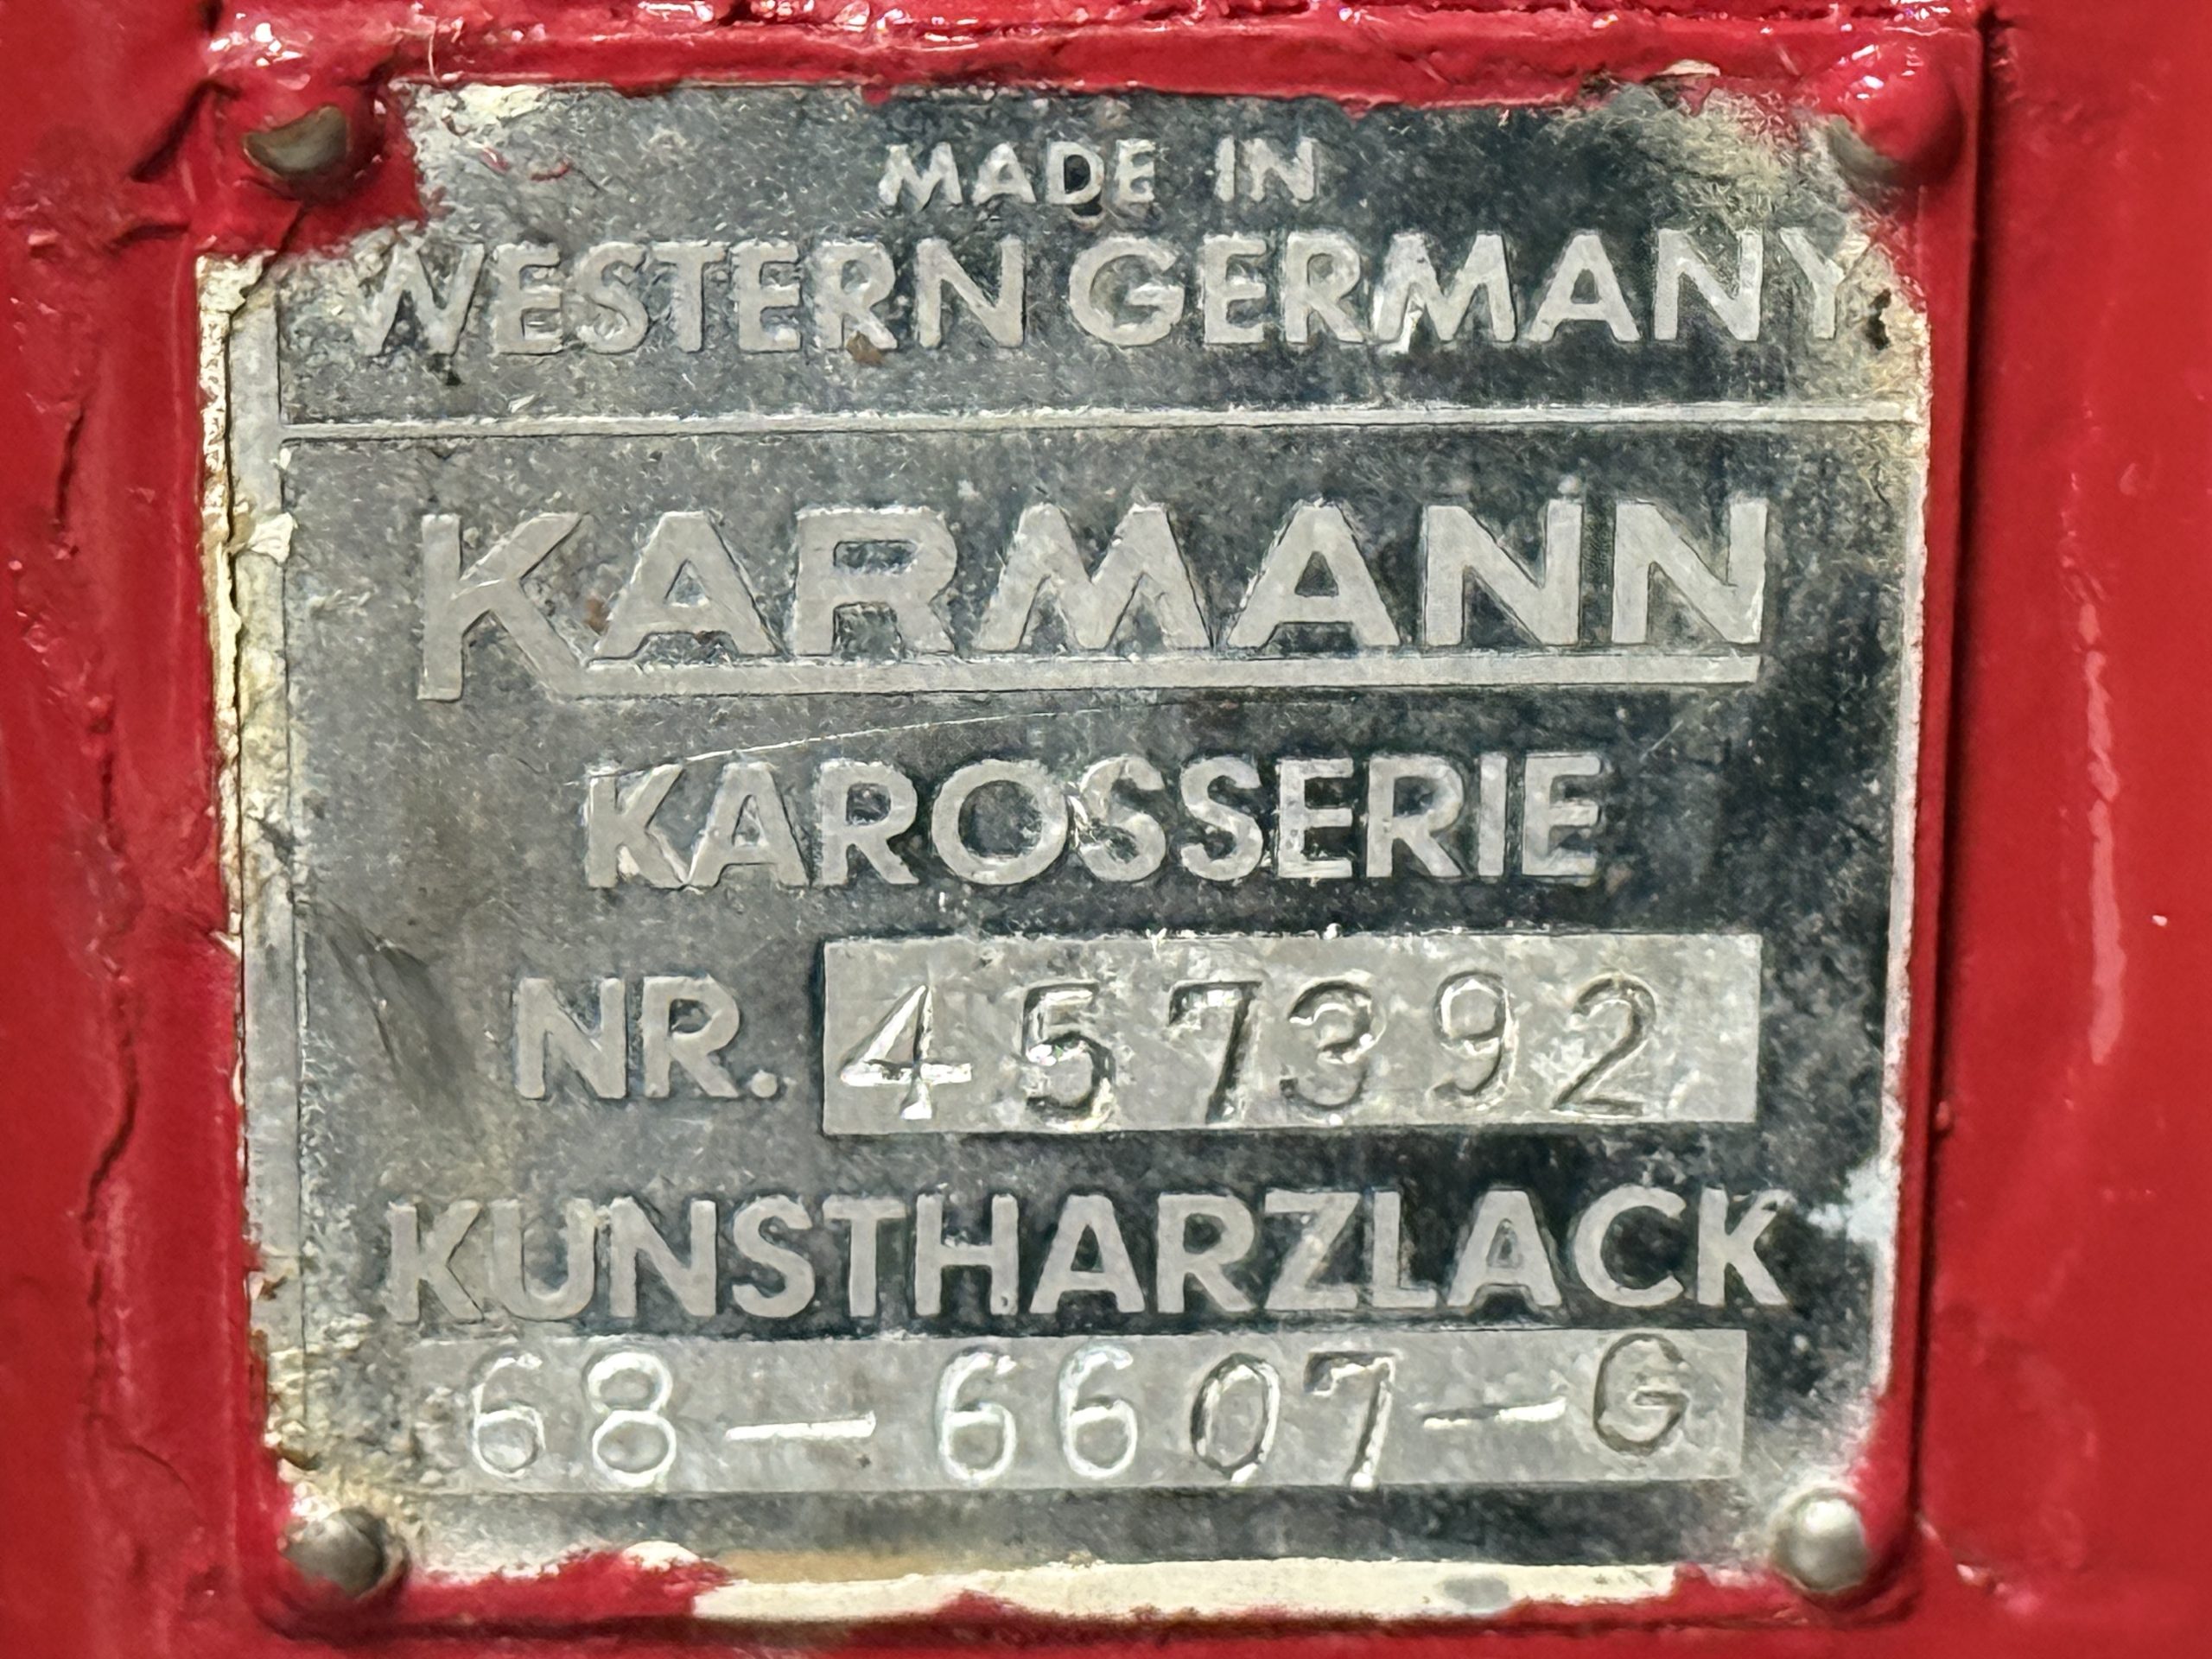 MADE IN
WESTERN GERMANY
KARMANN
KAROSSERIE
NR. 457392
KUNSTHARZLACK
68-6607-G